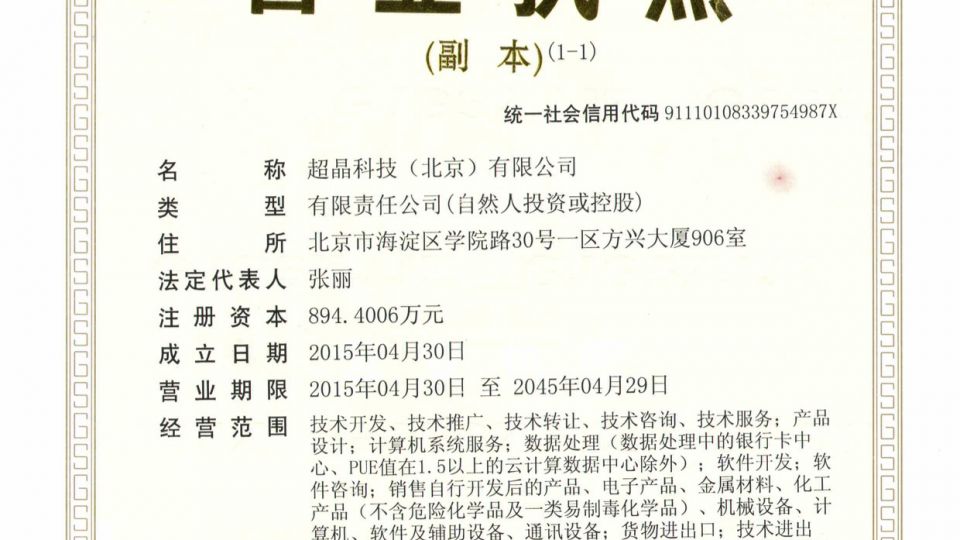 营业执照
(副 本)(1-1)
统一社会信用代码 91110108339754987X
名称 超晶科技（北京）有限公司
类型 有限责任公司(自然人投资或控股)
住所 北京市海淀区学院路30号一区方兴大厦906室
法定代表人 张丽
注册资本 894.4006万元
成立日期 2015年04月30日
营业期限 2015年04月30日 至 2045年04月29日
经营范围 技术开发、技术推广、技术转让、技术咨询、技术服务；产品
设计；计算机系统服务；数据处理（数据处理中的银行卡中
心、PUE值在1.5以上的云计算数据中心除外）；软件开发；软
件咨询；销售自行开发后的产品、电子产品、金属材料、化工
产品（不含危险化学品及一类易制毒化学品）、机械设备、计
算机、软件及辅助设备、通讯设备；货物进出口；技术进出